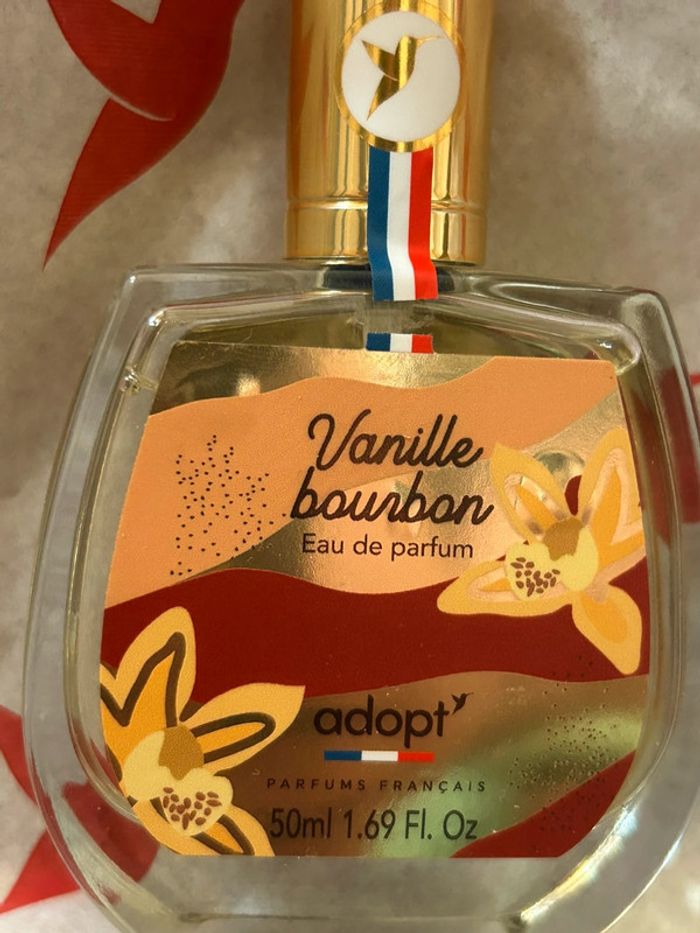 Vanille
bourbon
Eau de parfum
adopt
PARFUMS FRANÇAIS
50ml 1.69 Fl. Oz